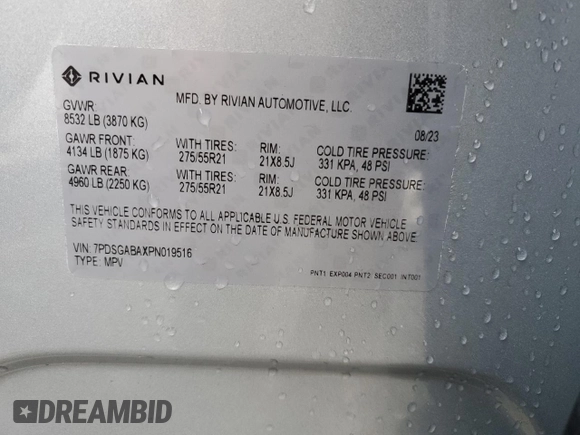 RIVIAN
MFD. BY RIVIAN AUTOMOTIVE, LLC.
08/23
GVWR:
8532 LB (3870 KG)
GAWR FRONT: WITH TIRES: RIM: COLD TIRE PRESSURE:
4134 LB (1875 KG) 275/55R21 21X8.5J 331 KPA, 48 PSI
GAWR REAR: WITH TIRES: RIM: COLD TIRE PRESSURE:
4960 LB (2250 KG) 275/55R21 21X8.5J 331 KPA, 48 PSI
THIS VEHICLE CONFORMS TO ALL APPLICABLE U.S. FEDERAL MOTOR VEHICLE
SAFETY STANDARDS IN EFFECT ON THE DATE OF MANUFACTURE SHOWN ABOVE.
VIN: 7PDSGABAXPN019516
TYPE: MPV
PNT1: EXP004 PNT2: SEC001 INT001
DREAMBID